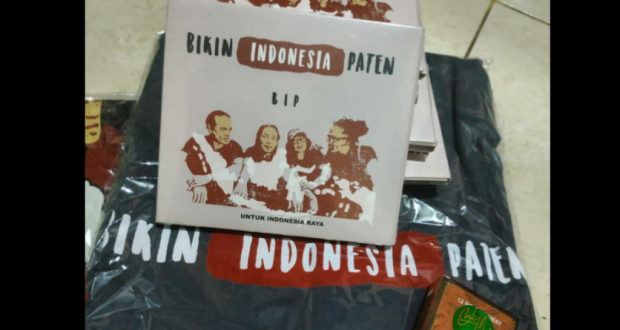 BIKIN INDONESIA PATEN
BIP
UNTUK INDONESIA RAYA
BIKIN INDONESIA PATEN